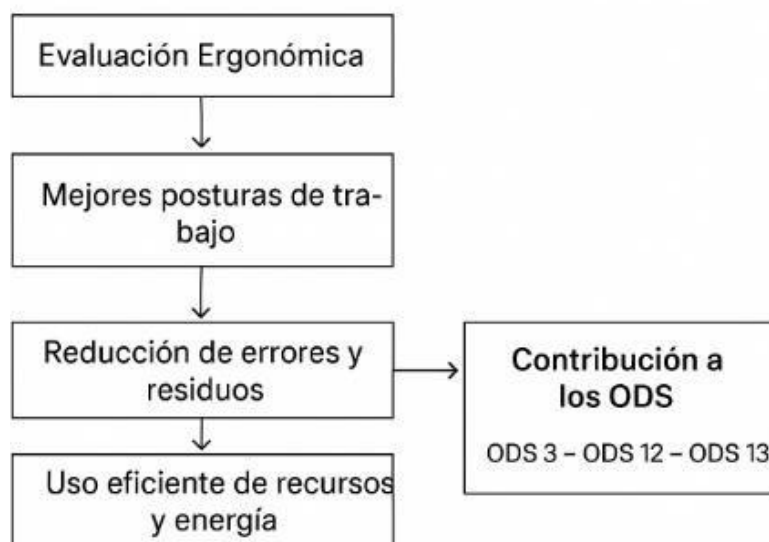 Evaluación Ergonómica
Mejores posturas de tra-
bajo
Reducción de errores y
residuos
Contribución a
los ODS
ODS 3 – ODS 12 – ODS 13
Uso eficiente de recursos
y energía